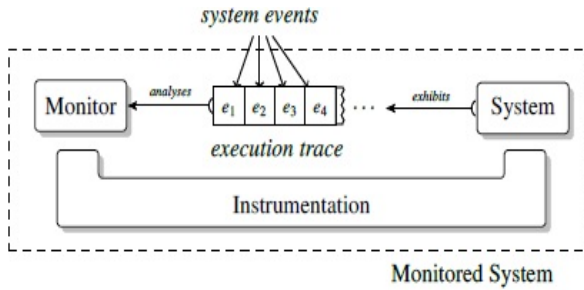 system events
Monitor
analyses
e1 e2 e3 e4 ...
exhibits
System
execution trace
Instrumentation
Monitored System